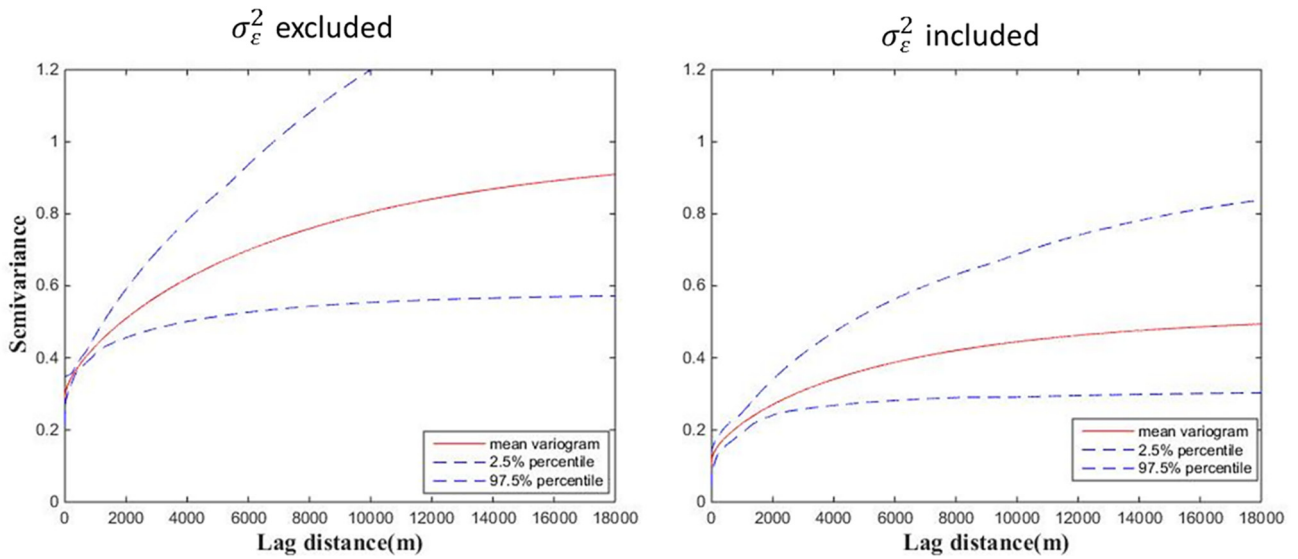 σ²ε excluded
1.2
1
0.8
0.6
0.4
0.2
0
Semivariance
mean variogram
2.5% percentile
97.5% percentile
0 2000 4000 6000 8000 10000 12000 14000 16000 18000
Lag distance(m)
σ²ε included
1.2
1
0.8
0.6
0.4
0.2
0
mean variogram
2.5% percentile
97.5% percentile
0 2000 4000 6000 8000 10000 12000 14000 16000 18000
Lag distance(m)